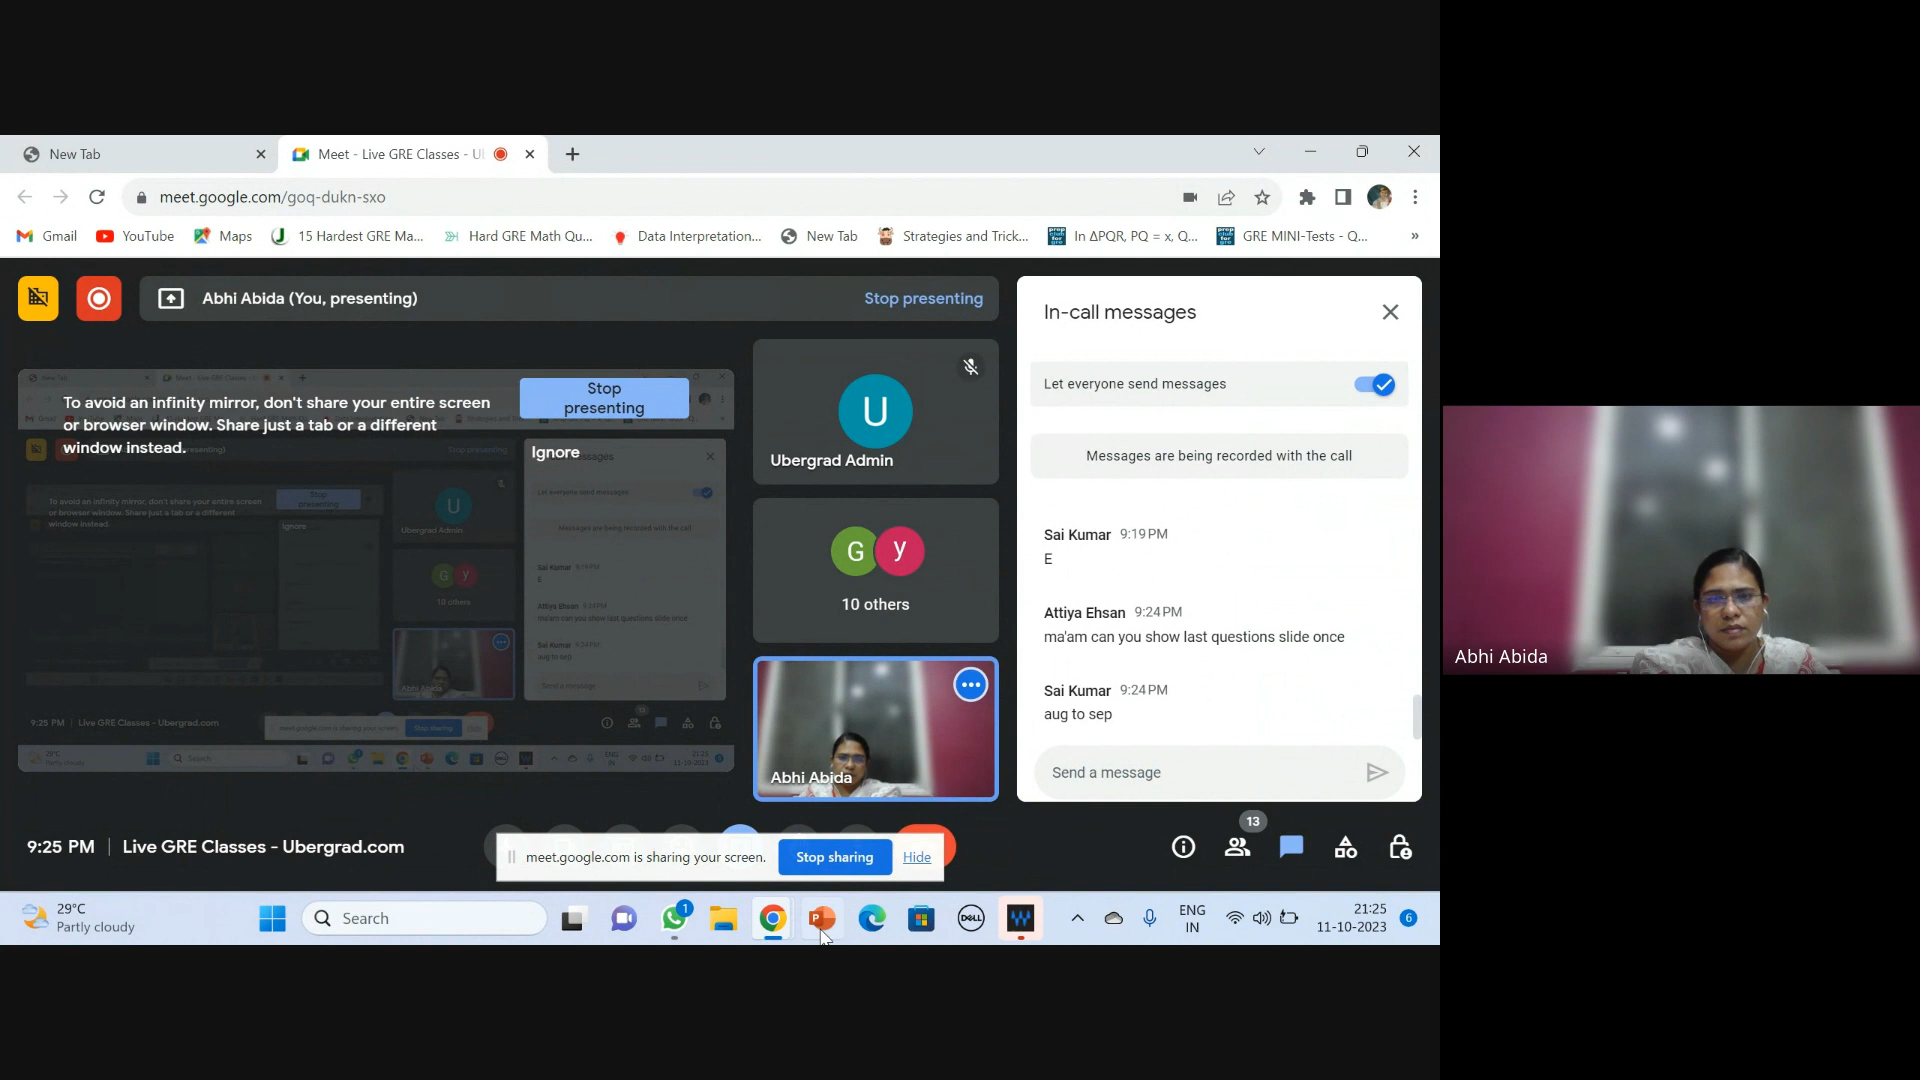 New Tab
Meet - Live GRE Classes - U
meet.google.com/goq-dukn-sxo
Gmail
YouTube
Maps
15 Hardest GRE Ma...
Hard GRE Math Qu...
Data Interpretation...
New Tab
Strategies and Trick...
In ΔPQR, PQ = x, Q...
GRE MINI-Tests - Q...
»
Abhi Abida (You, presenting)
Stop presenting
To avoid an infinity mirror, don't share your entire screen
or browser window. Share just a tab or a different
window instead.
Stop
presenting
Ignore
U
Ubergrad Admin
G y
10 others
Abhi Abida
In-call messages
Let everyone send messages
Messages are being recorded with the call
Sai Kumar 9:19 PM
E
Attiya Ehsan 9:24 PM
ma'am can you show last questions slide once
Sai Kumar 9:24 PM
aug to sep
Send a message
Abhi Abida
9:25 PM | Live GRE Classes - Ubergrad.com
meet.google.com is sharing your screen.
Stop sharing
Hide
13
29°C
Partly cloudy
Search
1
DELL
ENG
IN
21:25
11-10-2023
6